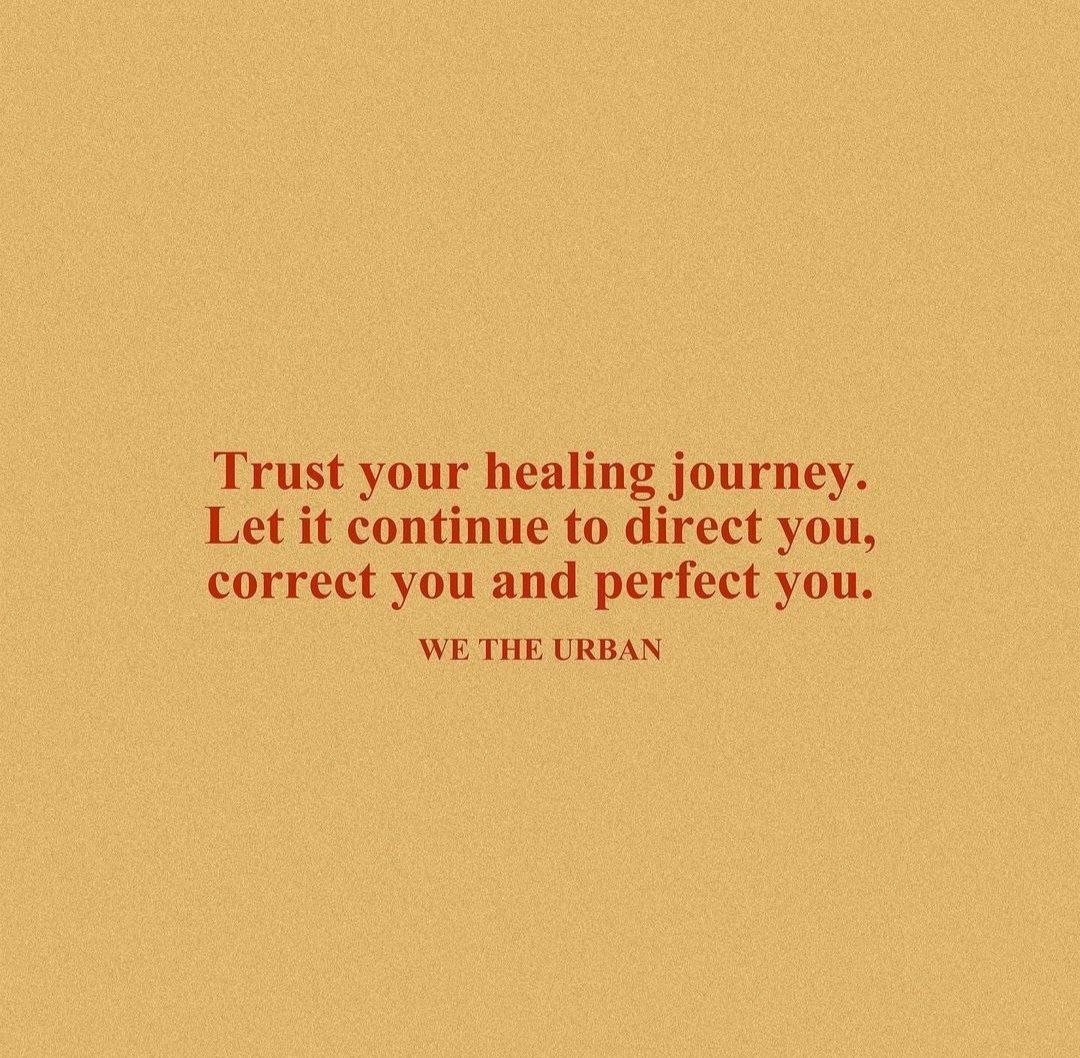 Trust your healing journey.
Let it continue to direct you,
correct you and perfect you.
WE THE URBAN